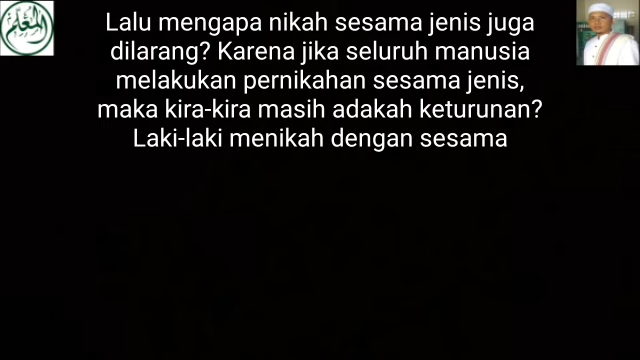 المعلم
Lalu mengapa nikah sesama jenis juga
dilarang? Karena jika seluruh manusia
melakukan pernikahan sesama jenis,
maka kira-kira masih adakah keturunan?
Laki-laki menikah dengan sesama